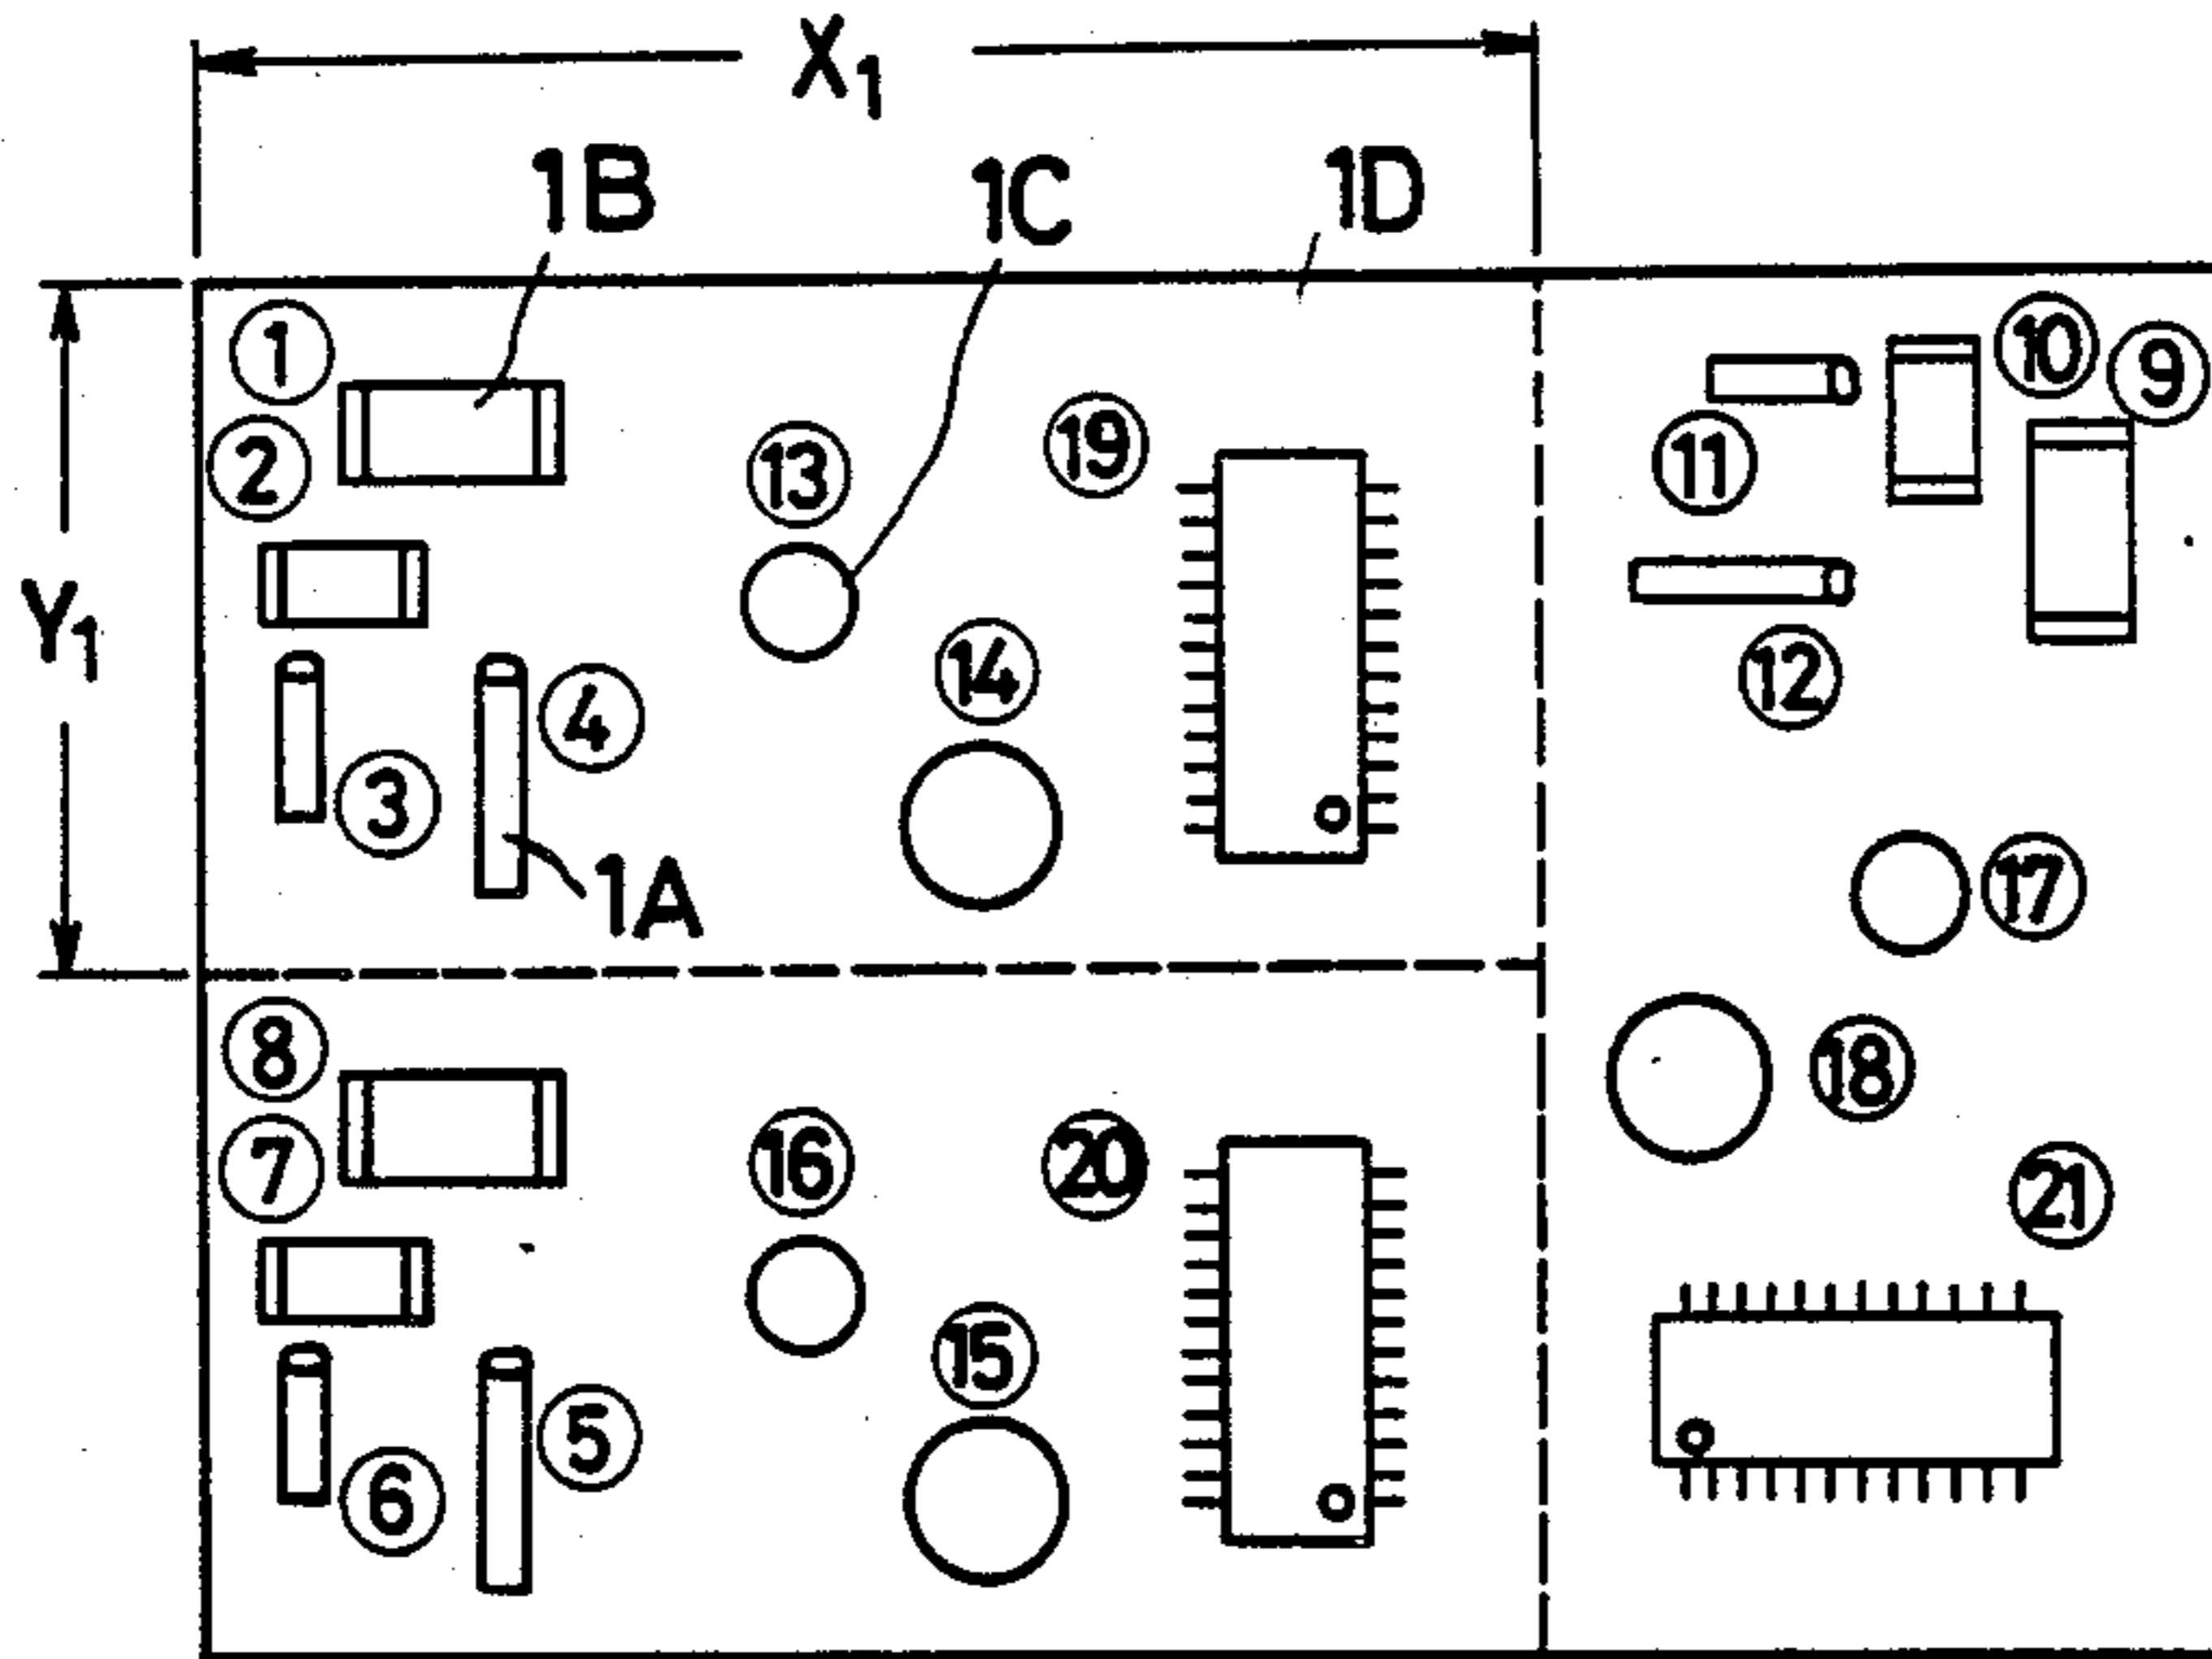 X1
1B 1C 1D
① ⑩ ⑨
② ⑬ ⑲ ⑪
Y1
④ ⑭ ⑫
③
1A ⑰
⑧ ⑱
⑦ ⑯ ⑳ ㉑
⑮
⑤
⑥